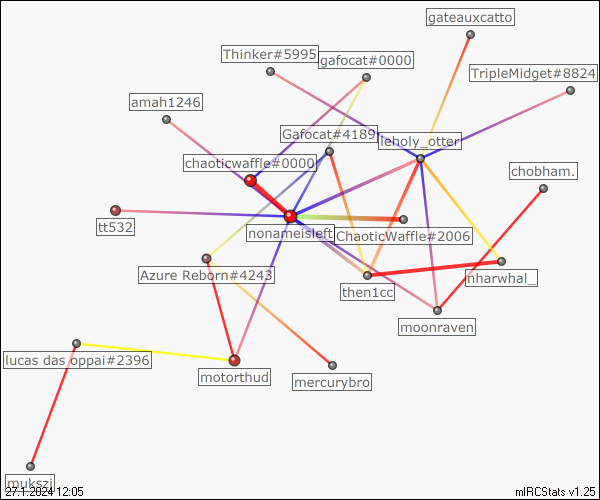 gateauxcatto
Thinker#5995
gafocat#0000
TripleMidget#8824
amah1246
Gafocat#4189
leholy_otter
chaoticwaffle#0000
chobham.
tt532
nonameisleft
ChaoticWaffle#2006
Azure Reborn#4243
then1cc
nharwhal_
moonraven
lucas das oppai#2396
motorthud
mercurybro
mukszi
27.1.2024 12:05
mIRCStats v1.25